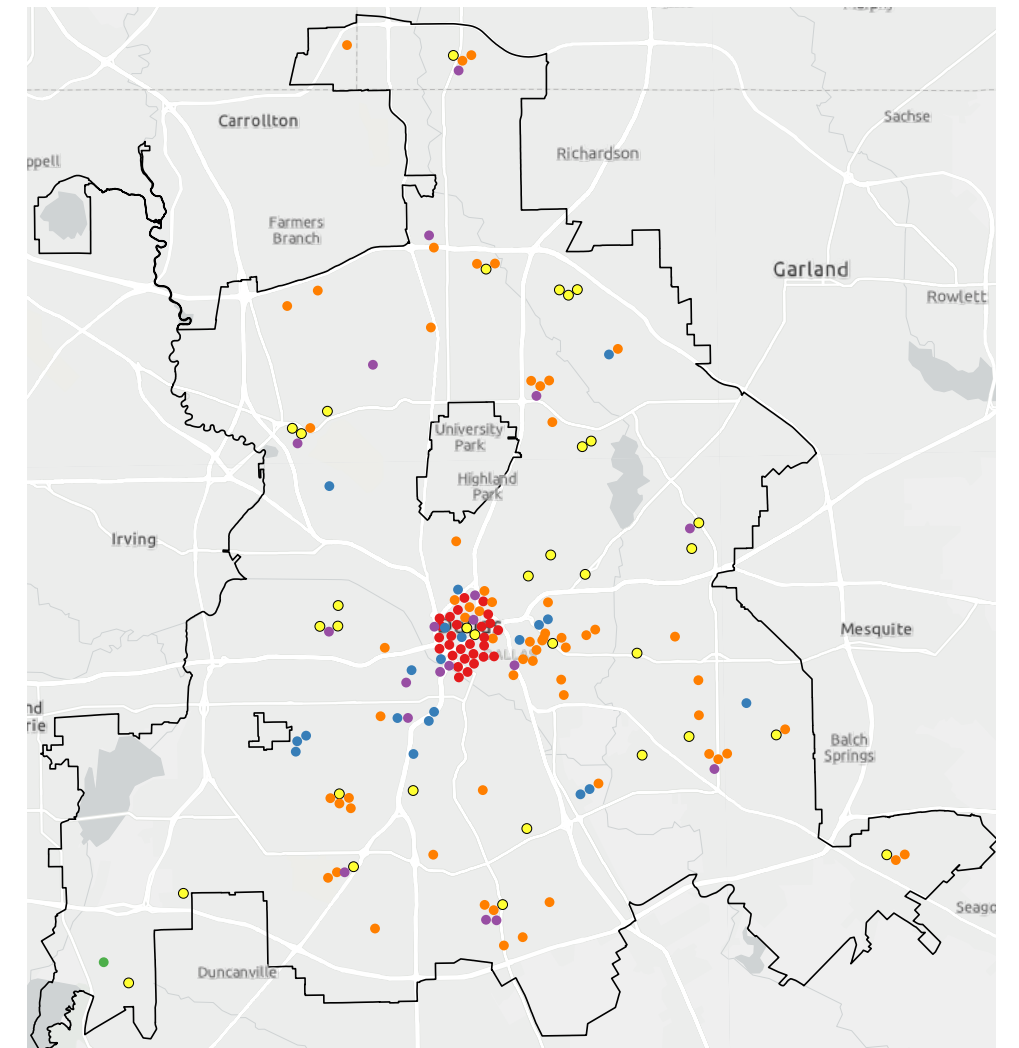 Carrollton
Sachse
Richardson
ppell
Farmers
Branch
Garland
Rowlett
University
Park
Highland
Park
Irving
Mesquite
nd
rie
Balch
Springs
Seago
Duncanville